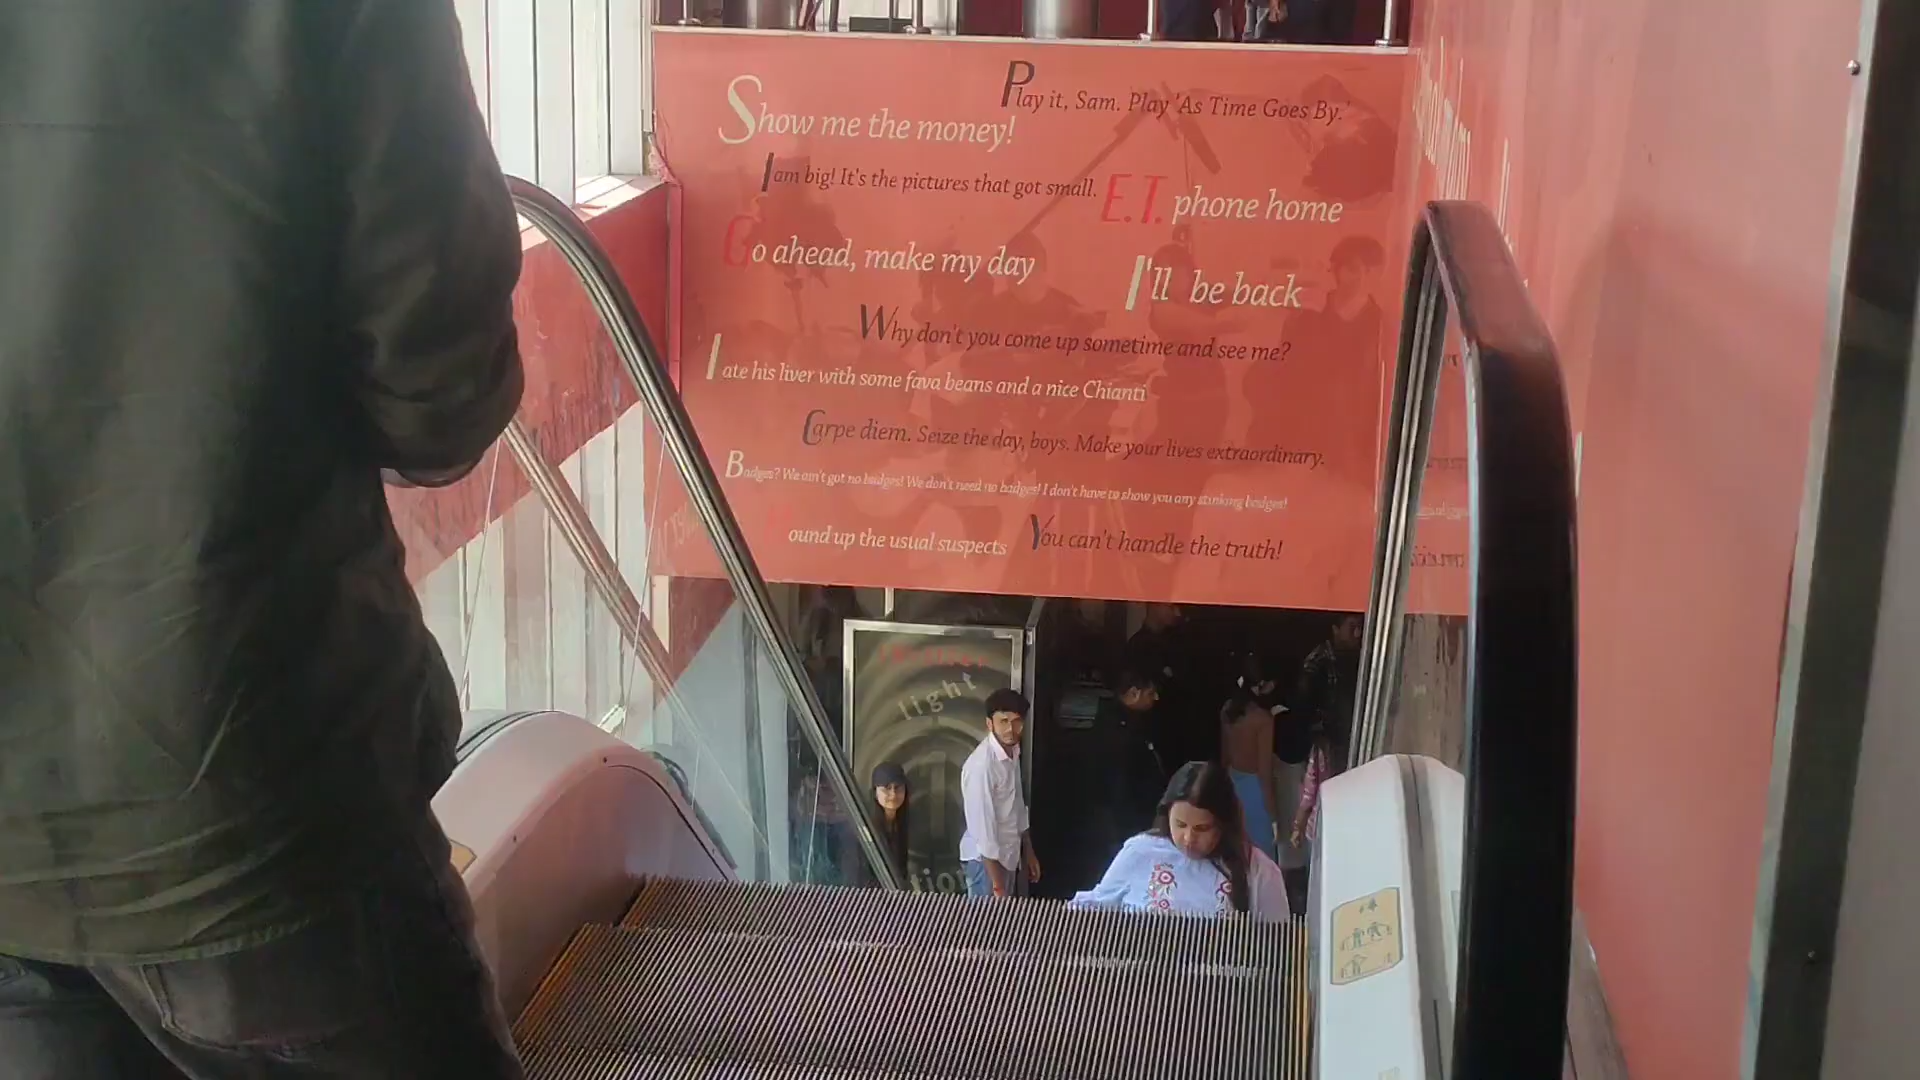 Play it, Sam. Play 'As Time Goes By.'
Show me the money!
I am big! It's the pictures that got small.
E.T. phone home
Go ahead, make my day
I'll be back
Why don't you come up sometime and see me?
I ate his liver with some fava beans and a nice Chianti
Carpe diem. Seize the day, boys. Make your lives extraordinary.
Badges? We ain't got no badges! We don't need no badges! I don't have to show you any stinking badges!
ound up the usual suspects
You can't handle the truth!
light
tion